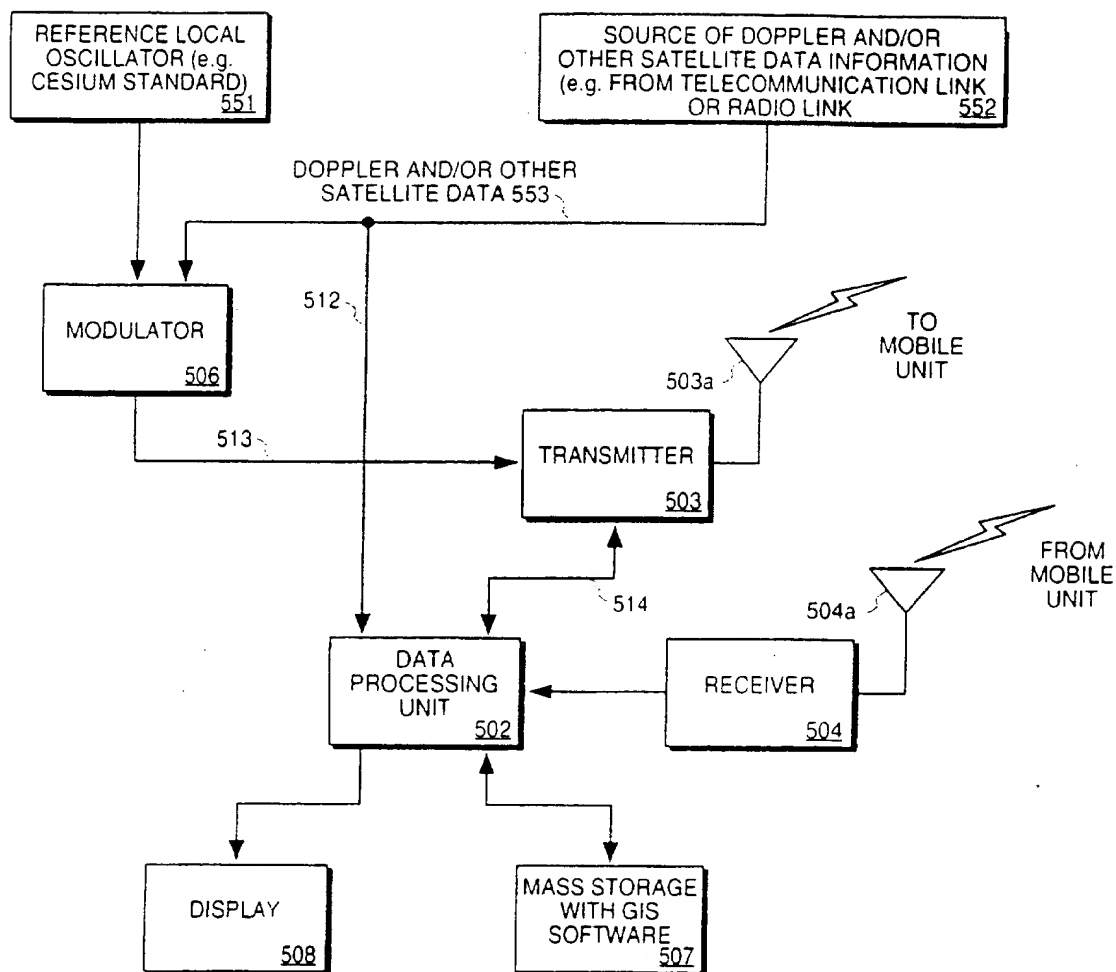 REFERENCE LOCAL
OSCILLATOR (e.g.
CESIUM STANDARD)
551
SOURCE OF DOPPLER AND/OR
OTHER SATELLITE DATA INFORMATION
(e.g. FROM TELECOMMUNICATION LINK
OR RADIO LINK
552
DOPPLER AND/OR OTHER
SATELLITE DATA 553
MODULATOR
506
512
513
TO
MOBILE
UNIT
503a
TRANSMITTER
503
514
FROM
MOBILE
UNIT
504a
DATA
PROCESSING
UNIT
502
RECEIVER
504
DISPLAY
508
MASS STORAGE
WITH GIS
SOFTWARE
507